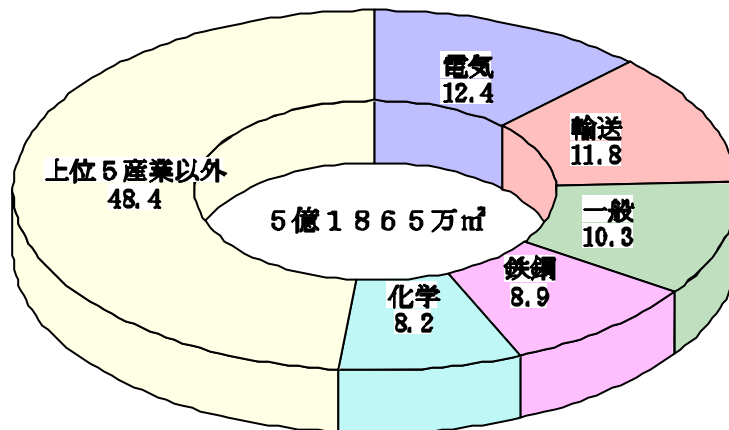 電気
12.4
輸送
11.8
一般
10.3
鉄鋼
8.9
化学
8.2
上位５産業以外
48.4
５億１８６５万㎡